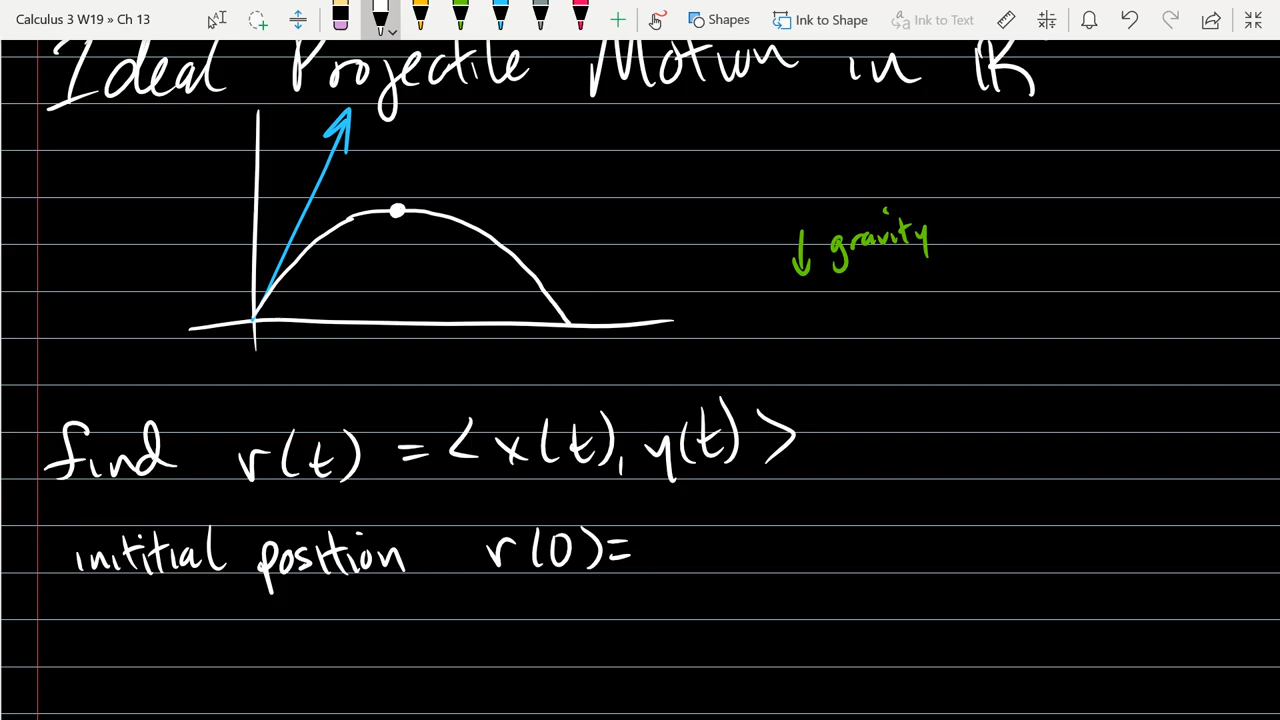 Calculus 3 W19 » Ch 13
Shapes Ink to Shape Ink to Text
Ideal Projectile Motion in ℝ
↓ gravity
find r(t) = < x(t), y(t) >
inititial position r(0)=